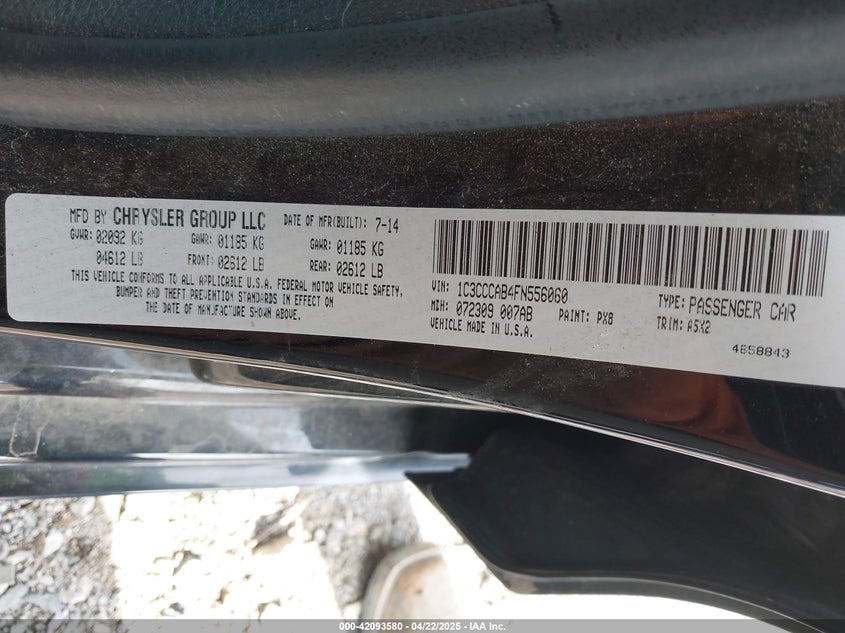 MFD BY CHRYSLER GROUP LLC DATE OF MFR(BUILT): 7-14
GVWR: 02092 KG GAWR: 01185 KG GAWR: 01185 KG
04612 LB FRONT: 02612 LB REAR: 02612 LB
THIS VEHICLE CONFORMS TO ALL APPLICABLE U.S.A. FEDERAL MOTOR VEHICLE SAFETY,
BUMPER AND THEFT PREVENTION STANDARDS IN EFFECT ON
THE DATE OF MANUFACTURE SHOWN ABOVE.
VIN: 1C3CCCAB4FN556060 TYPE: PASSENGER CAR
MDH: 072309 007AB PAINT: PX8 TRIM: A5X2
VEHICLE MADE IN U.S.A.
4658843
000-42093580 - 04/22/2025 - IAA Inc.